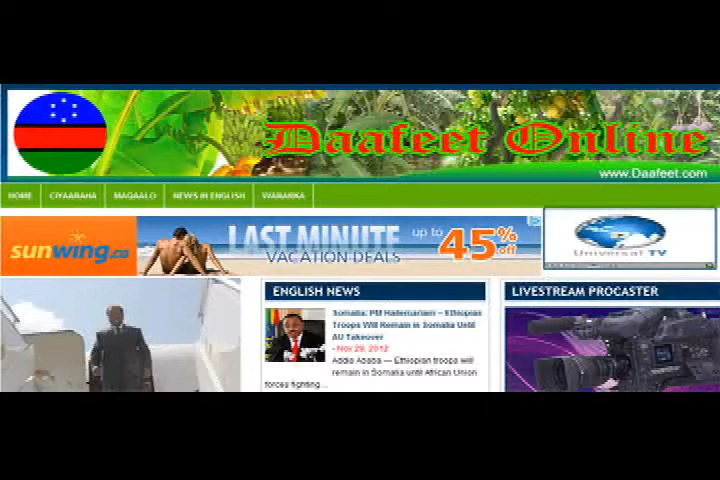 Daafeet Online
www.Daafeet.com
HOME CIYAARAHA MAQAALO NEWS IN ENGLISH WARARKA
sunwing.ca
LAST MINUTE
VACATION DEALS
up to
45% off
Universal TV
ENGLISH NEWS
Somalia: PM Hailemariam – Ethiopian
Troops Will Remain in Somalia Until
AU Takeover
- Nov 29, 2012
Addis Ababa — Ethiopian troops will
remain in Somalia until African Union
forces fighting...
LIVESTREAM PROCASTER